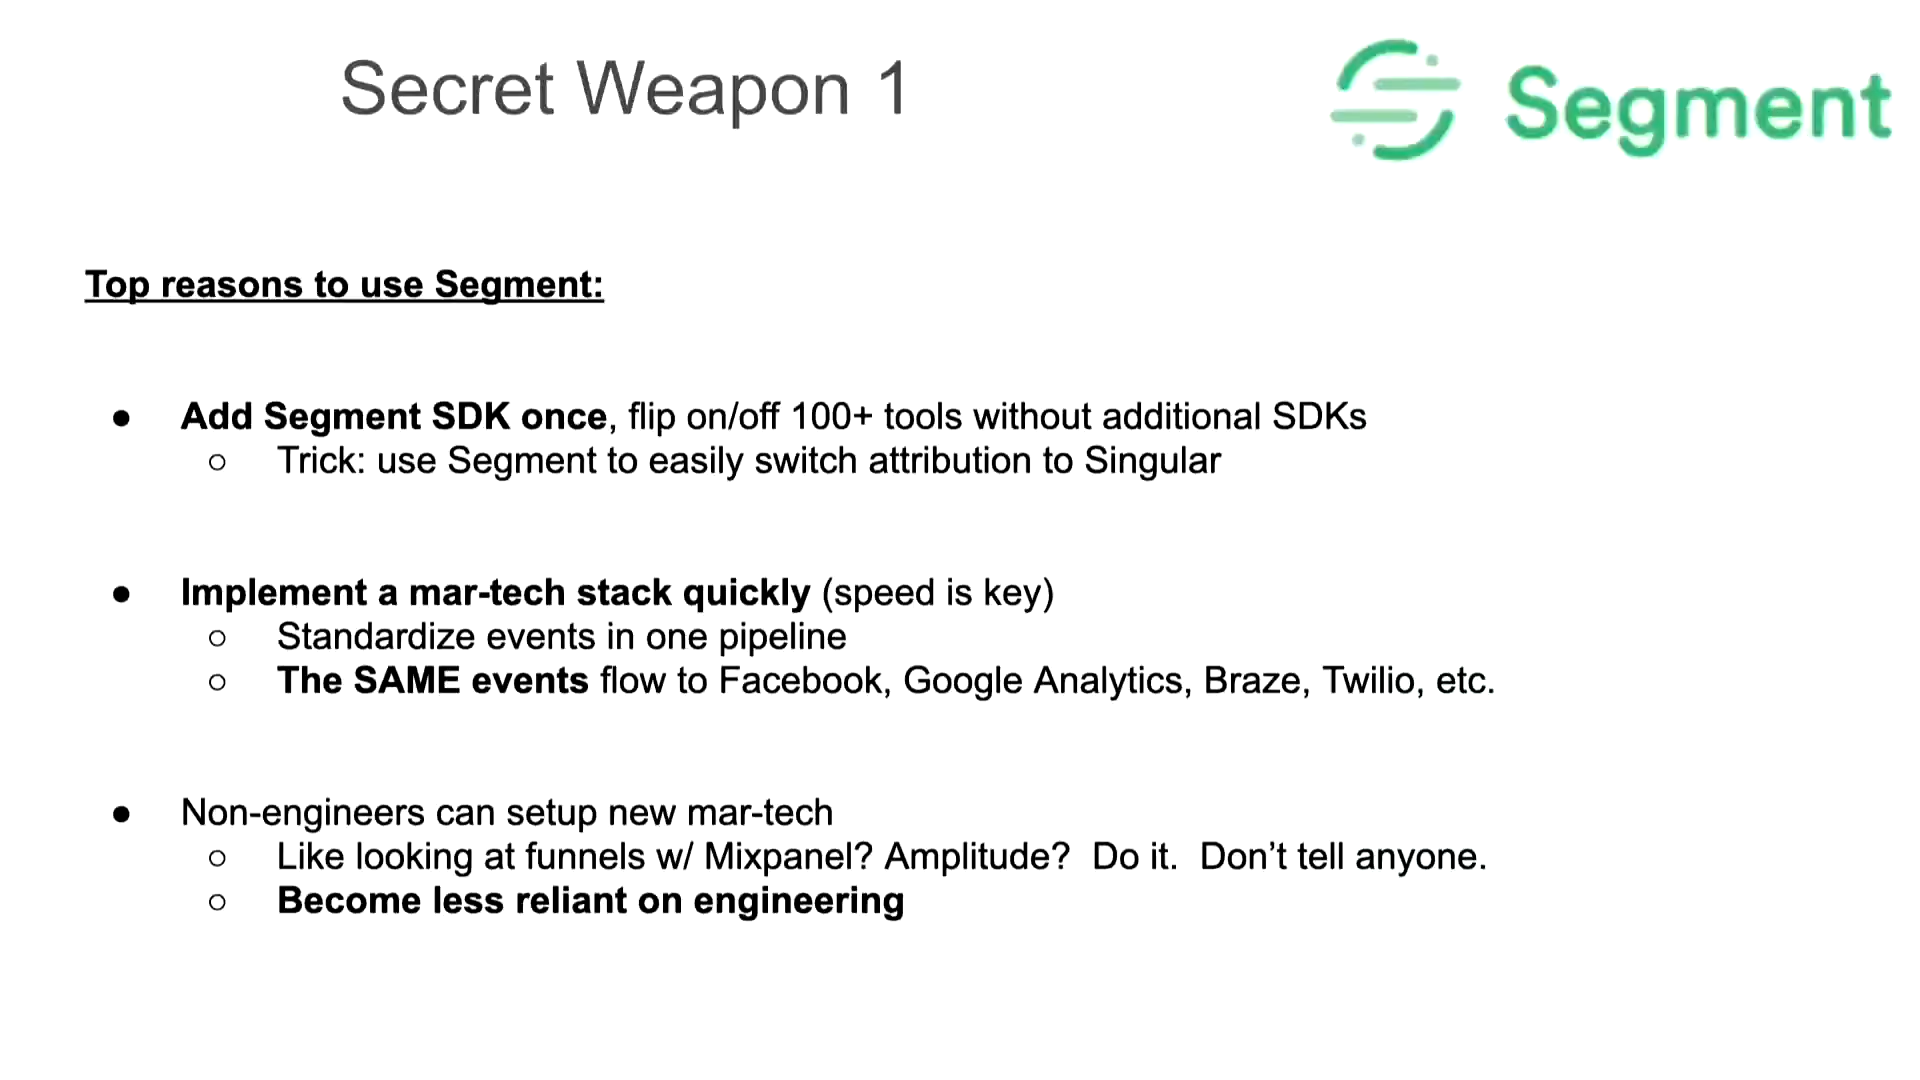 Secret Weapon 1
Segment
Top reasons to use Segment:
● Add Segment SDK once, flip on/off 100+ tools without additional SDKs
○ Trick: use Segment to easily switch attribution to Singular
● Implement a mar-tech stack quickly (speed is key)
○ Standardize events in one pipeline
○ The SAME events flow to Facebook, Google Analytics, Braze, Twilio, etc.
● Non-engineers can setup new mar-tech
○ Like looking at funnels w/ Mixpanel? Amplitude?  Do it.  Don’t tell anyone.
○ Become less reliant on engineering